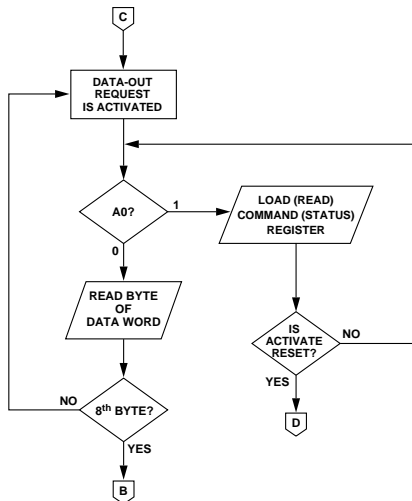 C
DATA-OUT
REQUEST
IS ACTIVATED
A0?
1
0
LOAD (READ)
COMMAND (STATUS)
REGISTER
READ BYTE
OF
DATA WORD
IS
ACTIVATE
RESET?
NO
YES
D
NO
8th BYTE?
YES
B